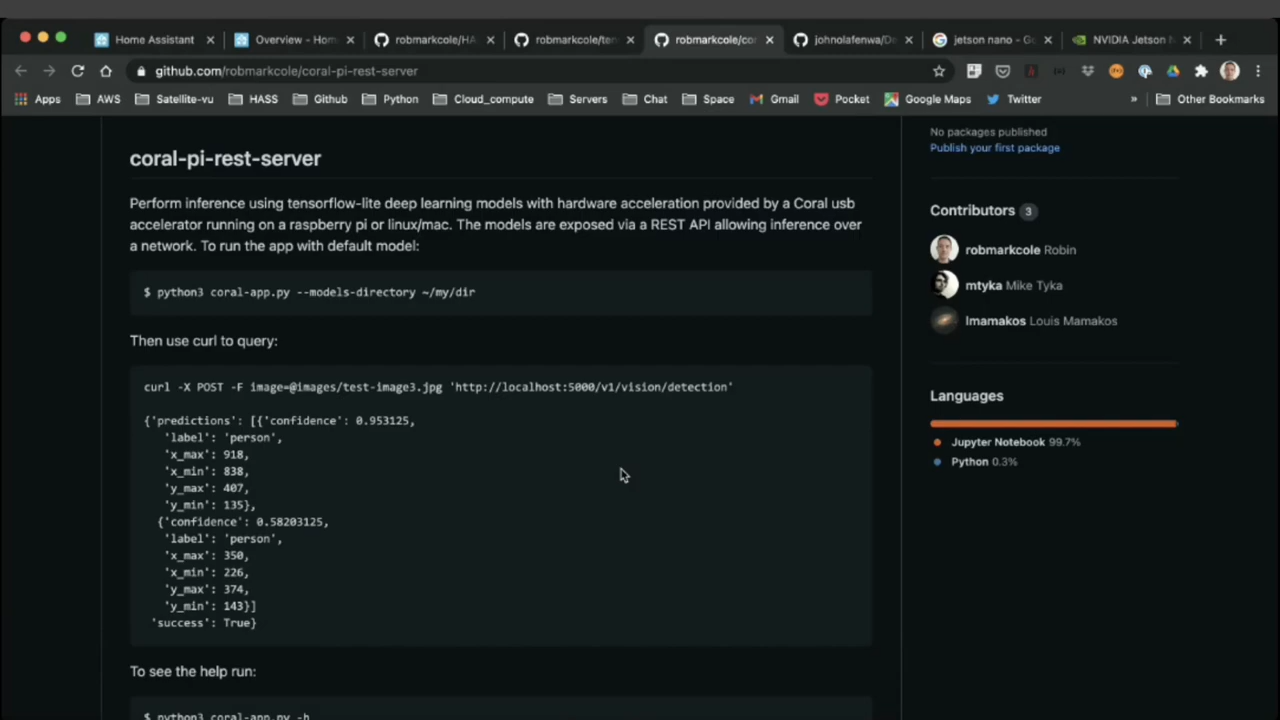 Home Assistant
Overview - Hom
robmarkcole/HA
robmarkcole/ten
robmarkcole/cor
johnolafenwa/De
jetson nano - Go
NVIDIA Jetson N
github.com/robmarkcole/coral-pi-rest-server
Apps AWS Satellite-vu HASS Github Python Cloud_compute Servers Chat Space Gmail Pocket Google Maps Twitter » Other Bookmarks
coral-pi-rest-server
Perform inference using tensorflow-lite deep learning models with hardware acceleration provided by a Coral usb
accelerator running on a raspberry pi or linux/mac. The models are exposed via a REST API allowing inference over
a network. To run the app with default model:
$ python3 coral-app.py --models-directory ~/my/dir
Then use curl to query:
curl -X POST -F image=@images/test-image3.jpg 'http://localhost:5000/v1/vision/detection'
{'predictions': [{'confidence': 0.953125,
'label': 'person',
'x_max': 918,
'x_min': 838,
'y_max': 407,
'y_min': 135},
{'confidence': 0.58203125,
'label': 'person',
'x_max': 350,
'x_min': 226,
'y_max': 374,
'y_min': 143}]
'success': True}
To see the help run:
$ python3 coral-app.py -h
No packages published
Publish your first package
Contributors 3
robmarkcole Robin
mtyka Mike Tyka
lmamakos Louis Mamakos
Languages
Jupyter Notebook 99.7%
Python 0.3%